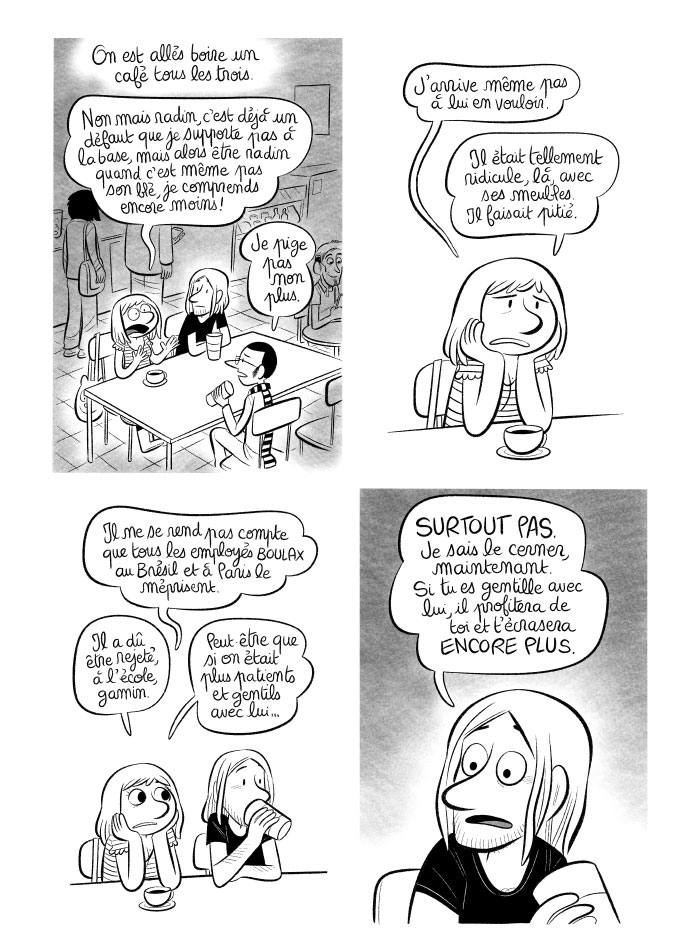 On est allés boire un
café tous les trois.
Non mais radin, c'est déjà un
défaut que je supporte pas à
la base, mais alors être radin
quand c'est même pas
son blé, je comprends
encore moins!
Je pige
pas
non
plus.
J'arrive même pas
à lui en vouloir.
Il était tellement
ridicule, là, avec
ses meubles.
Il faisait pitié.
Il ne se rend pas compte
que tous les employés BOULAX
au Brésil et à Paris le
méprisent.
Il a dû
être rejeté,
à l'école,
gamin.
Peut-être que
si on était
plus patients
et gentils
avec lui...
SURTOUT PAS.
Je sais le cerner,
maintenant.
Si tu es gentille avec
lui, il profitera de
toi et t'écrasera
ENCORE PLUS.